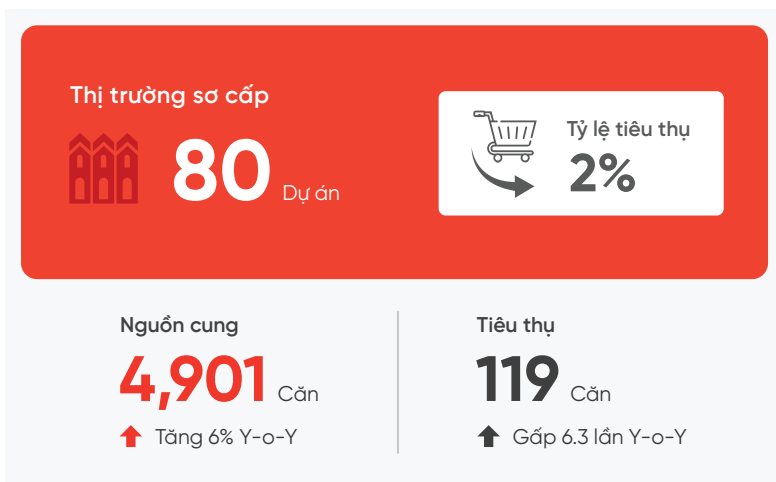 Thị trường sơ cấp
80 Dự án
Tỷ lệ tiêu thụ
2%
Nguồn cung
4,901 Căn
Tăng 6% Y-o-Y
Tiêu thụ
119 Căn
Gấp 6.3 lần Y-o-Y